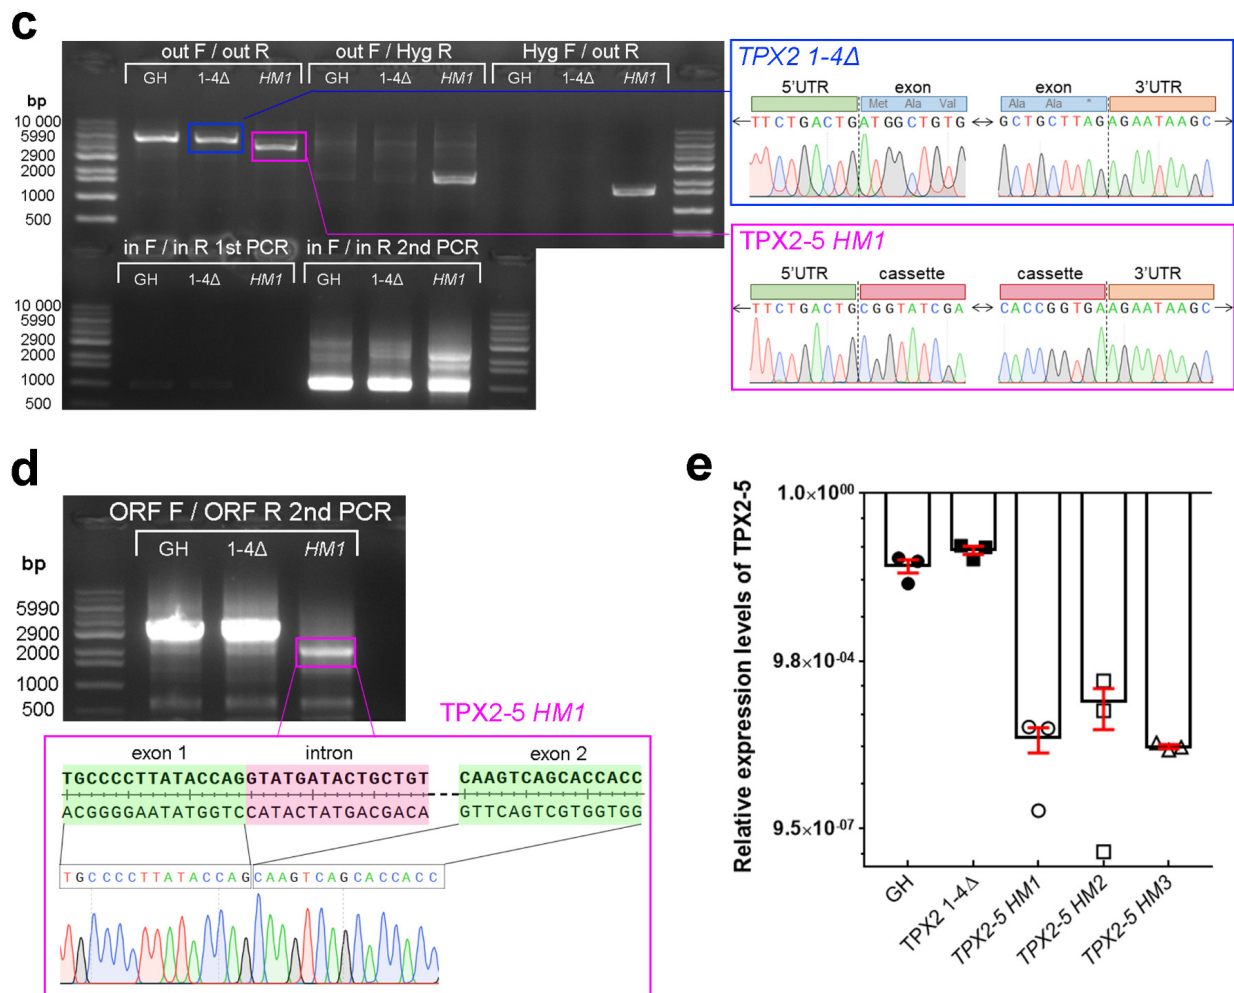 c
out F / out R
out F / Hyg R
Hyg F / out R
GH 1-4Δ HM1 GH 1-4Δ HM1 GH 1-4Δ HM1
bp
10 000
5990
2900
2000
1000
500
TPX2 1-4Δ
5'UTR exon exon 3'UTR
Met Ala Val Ala Ala *
TTCTGACTGATGGCTGTG GCTGCTTAGAGAATAAGC
in F / in R 1st PCR
in F / in R 2nd PCR
GH 1-4Δ HM1 GH 1-4Δ HM1
10 000
5990
2900
2000
1000
500
TPX2-5 HM1
5'UTR cassette cassette 3'UTR
TTCTGACTGCGGTATCGA CACCGGTGAAGAATAAGC
d
ORF F / ORF R 2nd PCR
GH 1-4Δ HM1
bp
5990
2900
2000
1000
500
TPX2-5 HM1
exon 1 intron exon 2
TGCCCCTTATACCAGGTATGATACTGCTGT CAAGTCAGCACCACC
ACGGGGAATATGGTCCATACTATGACGACA GTTCAGTCGTGGTGG
TGCCCCTTATACCAGCAAGTCAGCACCACC
e
Relative expression levels of TPX2-5
1.0×10⁰⁰
9.8×10⁻⁰⁴
9.5×10⁻⁰⁷
GH
TPX2 1-4Δ
TPX2-5 HM1
TPX2-5 HM2
TPX2-5 HM3